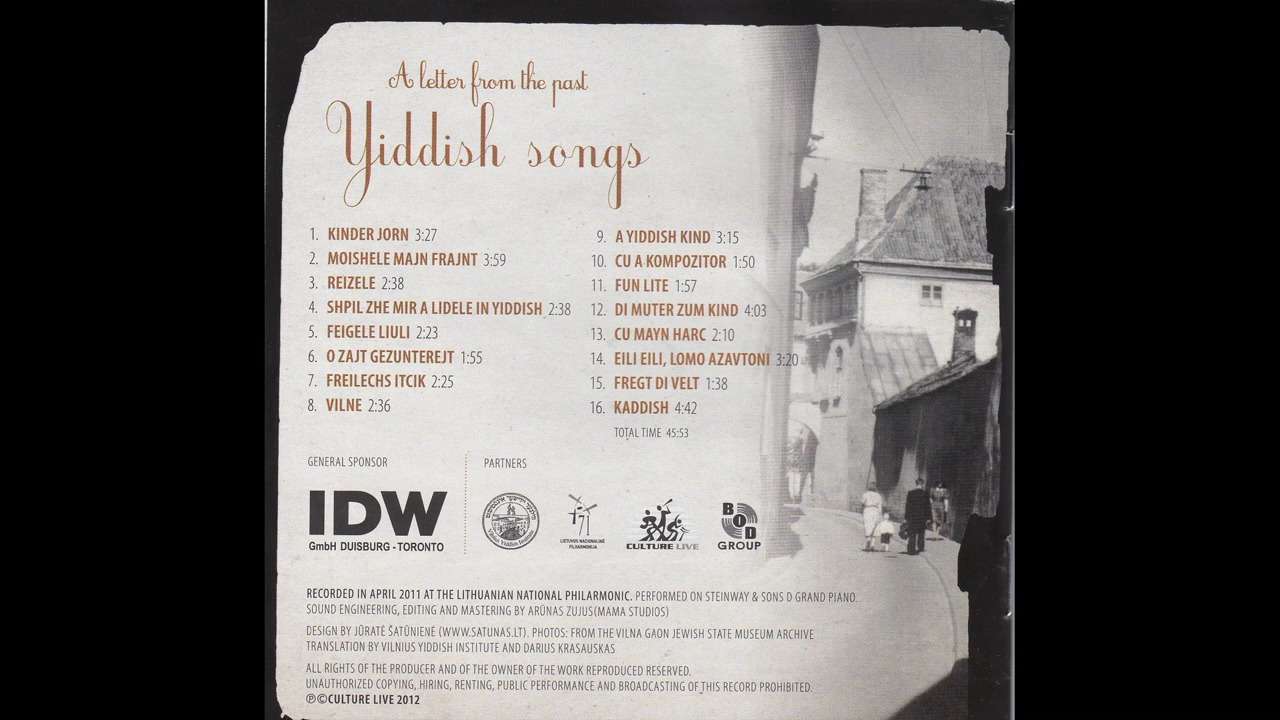 A letter from the past
Yiddish songs
1. KINDER JORN 3:27
2. MOISHELE MAJN FRAJNT 3:59
3. REIZELE 2:38
4. SHPIL ZHE MIR A LIDELE IN YIDDISH 2:38
5. FEIGELE LIULI 2:23
6. O ZAJT GEZUNTEREJT 1:55
7. FREILECHS ITCIK 2:25
8. VILNE 2:36
9. A YIDDISH KIND 3:15
10. CU A KOMPOZITOR 1:50
11. FUN LITE 1:57
12. DI MUTER ZUM KIND 4:03
13. CU MAYN HARC 2:10
14. EILI EILI, LOMO AZAVTONI 3:20
15. FREGT DI VELT 1:38
16. KADDISH 4:42
TOTAL TIME 45:53
GENERAL SPONSOR
IDW
GmbH DUISBURG - TORONTO
PARTNERS
Vilnius Yiddish Institute
LIETUVOS NACIONALINĖ
FILHARMONIJA
CULTURE LIVE
BOD
GROUP
RECORDED IN APRIL 2011 AT THE LITHUANIAN NATIONAL PHILARMONIC. PERFORMED ON STEINWAY & SONS D GRAND PIANO.
SOUND ENGINEERING, EDITING AND MASTERING BY ARŪNAS ZUJUS(MAMA STUDIOS)
DESIGN BY JŪRATĖ ŠATŪNIENĖ (WWW.SATUNAS.LT). PHOTOS: FROM THE VILNA GAON JEWISH STATE MUSEUM ARCHIVE
TRANSLATION BY VILNIUS YIDDISH INSTITUTE AND DARIUS KRASAUSKAS
ALL RIGHTS OF THE PRODUCER AND OF THE OWNER OF THE WORK REPRODUCED RESERVED.
UNAUTHORIZED COPYING, HIRING, RENTING, PUBLIC PERFORMANCE AND BROADCASTING OF THIS RECORD PROHIBITED.
℗©CULTURE LIVE 2012